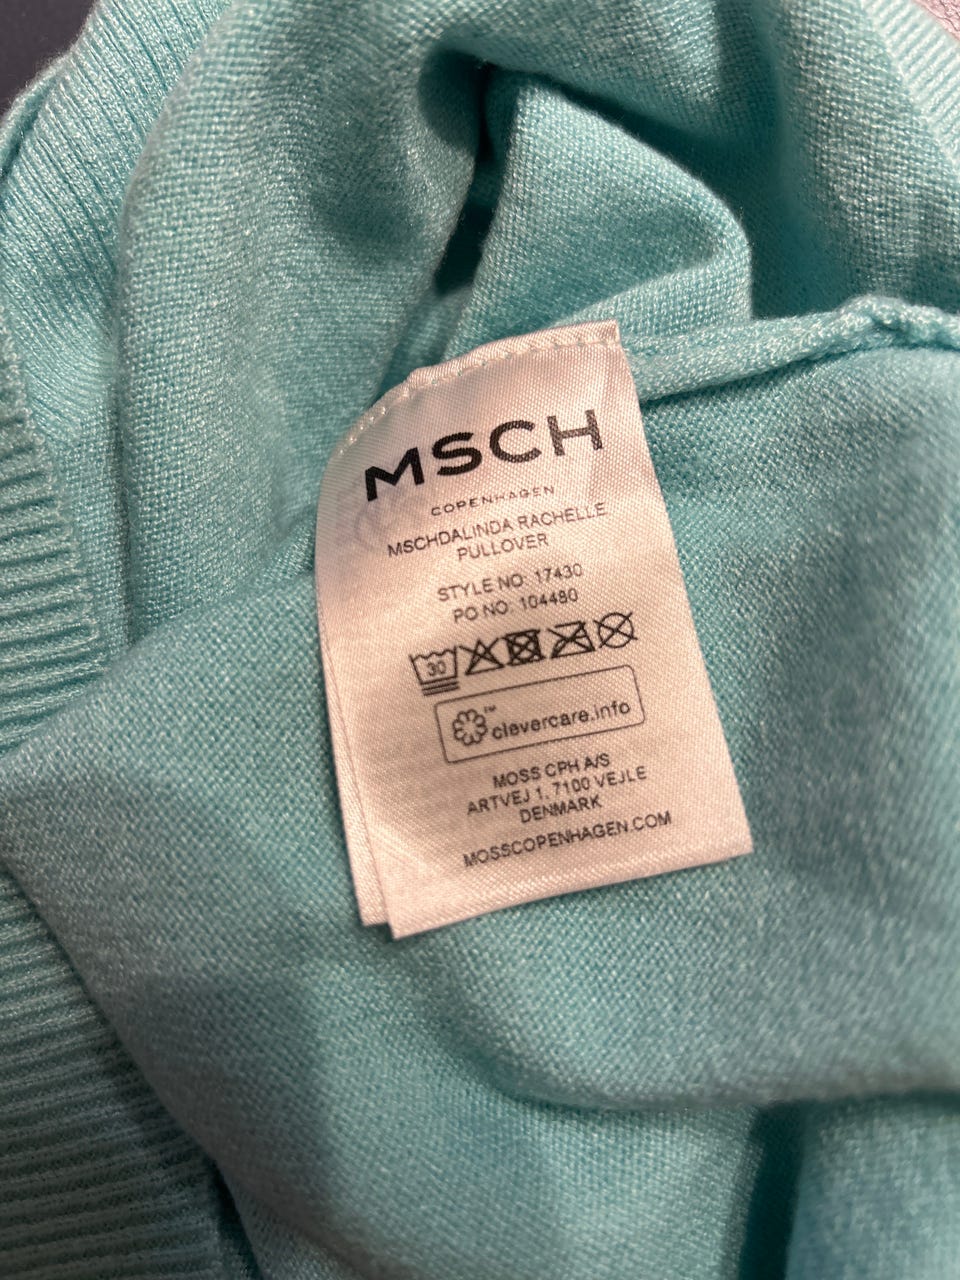 MSCH
COPENHAGEN
MSCHDALINDA RACHELLE
PULLOVER
STYLE NO: 17430
PO NO: 104480
30
™
clevercare.info
MOSS CPH A/S
ARTVEJ 1, 7100 VEJLE
DENMARK
MOSSCOPENHAGEN.COM